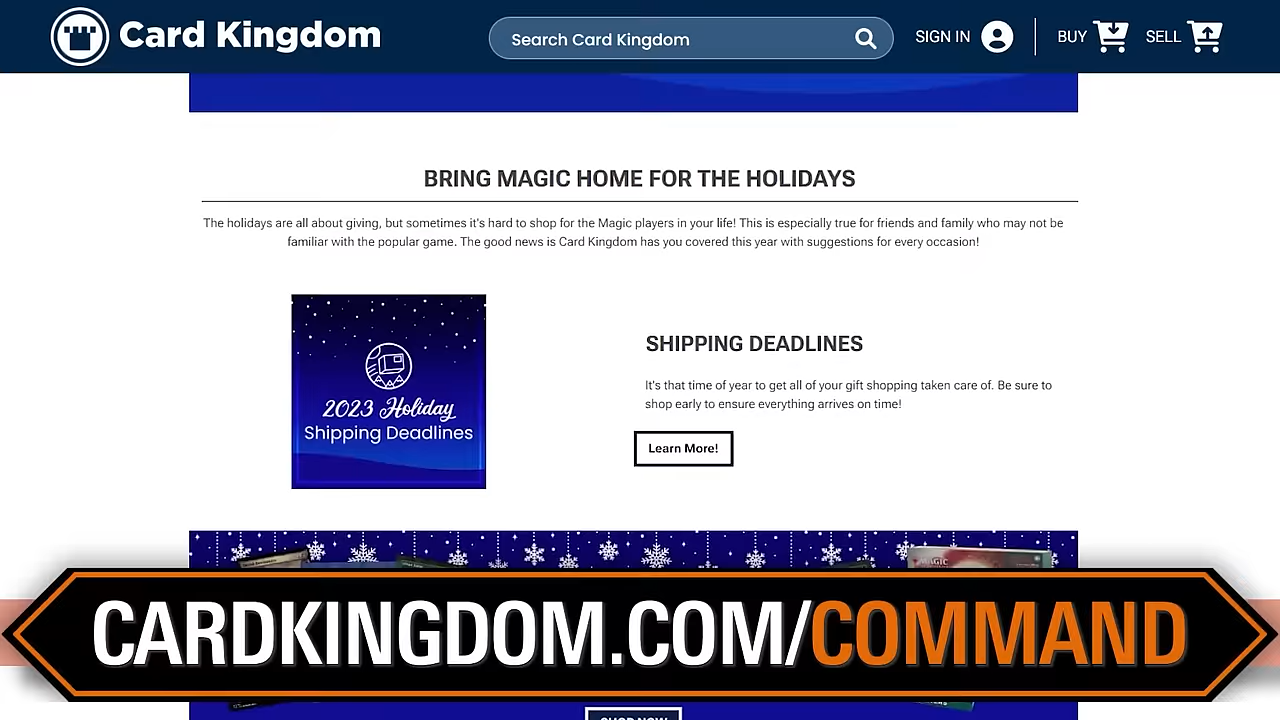 Card Kingdom
Search Card Kingdom
SIGN IN
BUY
SELL
BRING MAGIC HOME FOR THE HOLIDAYS
The holidays are all about giving, but sometimes it's hard to shop for the Magic players in your life! This is especially true for friends and family who may not be
familiar with the popular game. The good news is Card Kingdom has you covered this year with suggestions for every occasion!
2023 Holiday
Shipping Deadlines
SHIPPING DEADLINES
It's that time of year to get all of your gift shopping taken care of. Be sure to
shop early to ensure everything arrives on time!
Learn More!
MAGIC
CARDKINGDOM.COM/COMMAND
SHOP NOW